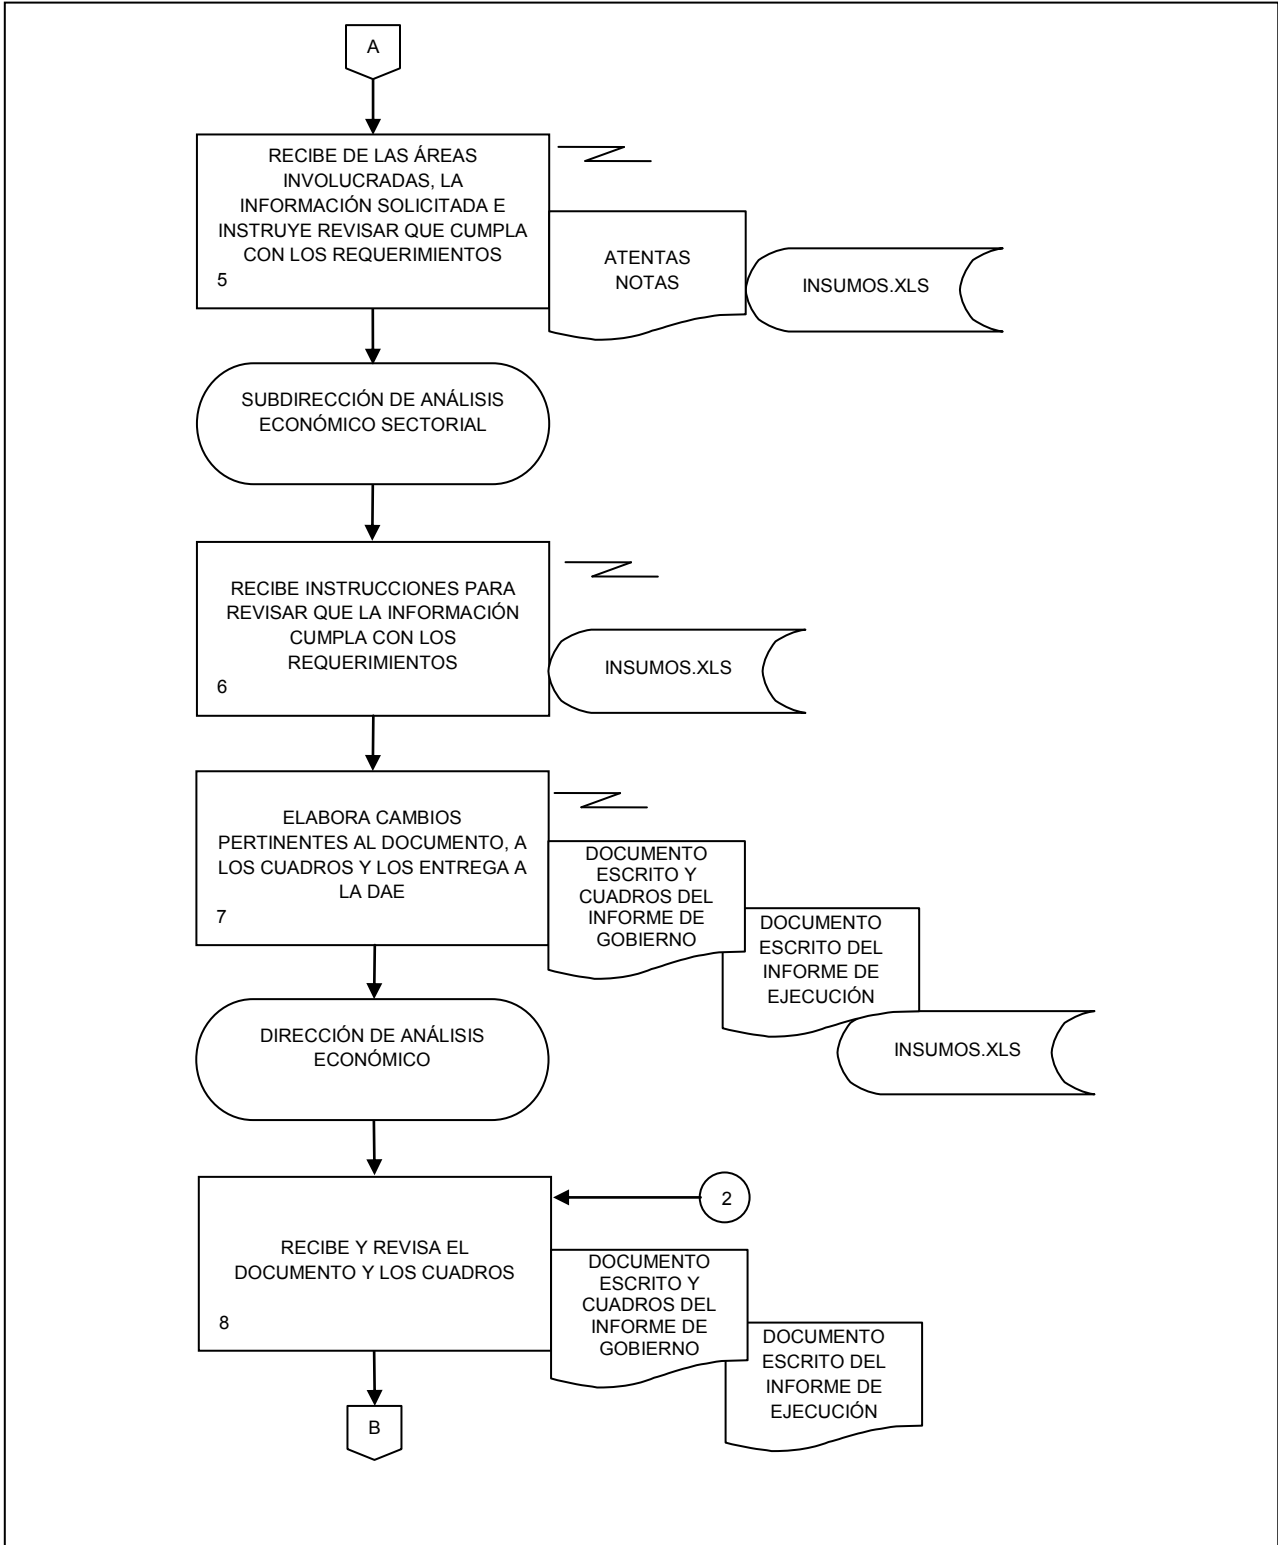 A
RECIBE DE LAS ÁREAS
INVOLUCRADAS, LA
INFORMACIÓN SOLICITADA E
INSTRUYE REVISAR QUE CUMPLA
CON LOS REQUERIMIENTOS
5
ATENTAS
NOTAS
INSUMOS.XLS
SUBDIRECCIÓN DE ANÁLISIS
ECONÓMICO SECTORIAL
RECIBE INSTRUCCIONES PARA
REVISAR QUE LA INFORMACIÓN
CUMPLA CON LOS
REQUERIMIENTOS
6
INSUMOS.XLS
ELABORA CAMBIOS
PERTINENTES AL DOCUMENTO, A
LOS CUADROS Y LOS ENTREGA A
LA DAE
7
DOCUMENTO
ESCRITO Y
CUADROS DEL
INFORME DE
GOBIERNO
DOCUMENTO
ESCRITO DEL
INFORME DE
EJECUCIÓN
INSUMOS.XLS
DIRECCIÓN DE ANÁLISIS
ECONÓMICO
2
RECIBE Y REVISA EL
DOCUMENTO Y LOS CUADROS
8
DOCUMENTO
ESCRITO Y
CUADROS DEL
INFORME DE
GOBIERNO
DOCUMENTO
ESCRITO DEL
INFORME DE
EJECUCIÓN
B